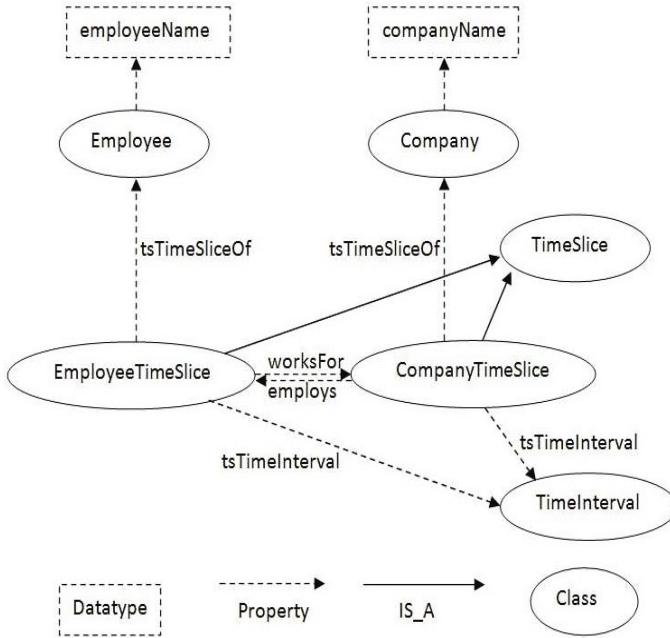 employeeName
companyName
Employee
Company
tsTimeSliceOf
tsTimeSliceOf
TimeSlice
worksFor
EmployeeTimeSlice
CompanyTimeSlice
employs
tsTimeInterval
tsTimeInterval
TimeInterval
Datatype
Property
IS_A
Class